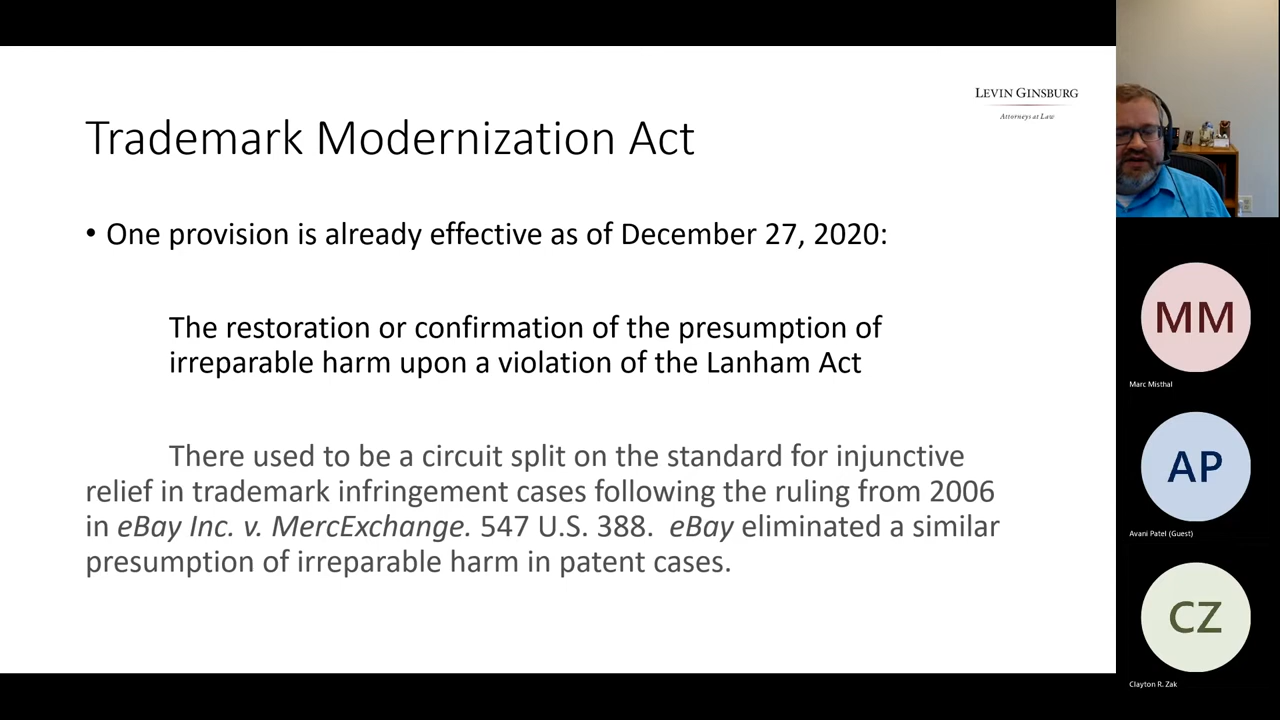 LEVIN GINSBURG
Attorneys at Law
Trademark Modernization Act
• One provision is already effective as of December 27, 2020:
The restoration or confirmation of the presumption of
irreparable harm upon a violation of the Lanham Act
There used to be a circuit split on the standard for injunctive
relief in trademark infringement cases following the ruling from 2006
in eBay Inc. v. MercExchange. 547 U.S. 388.  eBay eliminated a similar
presumption of irreparable harm in patent cases.
MM
Marc Misthal
AP
Avani Patel (Guest)
CZ
Clayton R. Zak